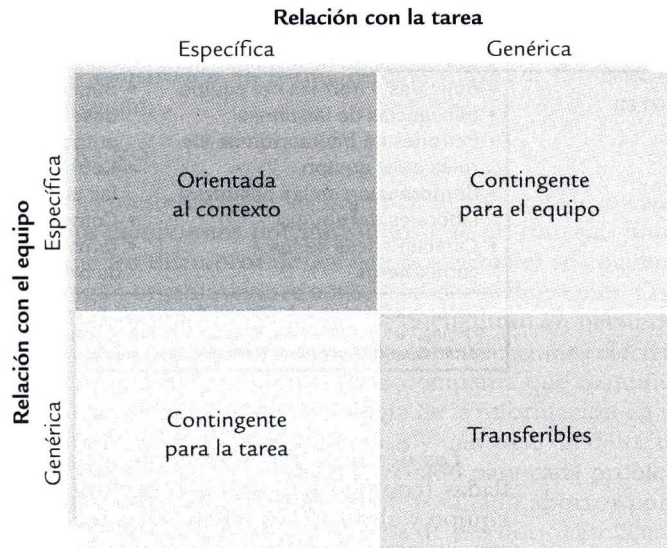 Relación con la tarea
Específica
Genérica
Relación con el equipo
Específica
Orientada
al contexto
Contingente
para el equipo
Genérica
Contingente
para la tarea
Transferibles